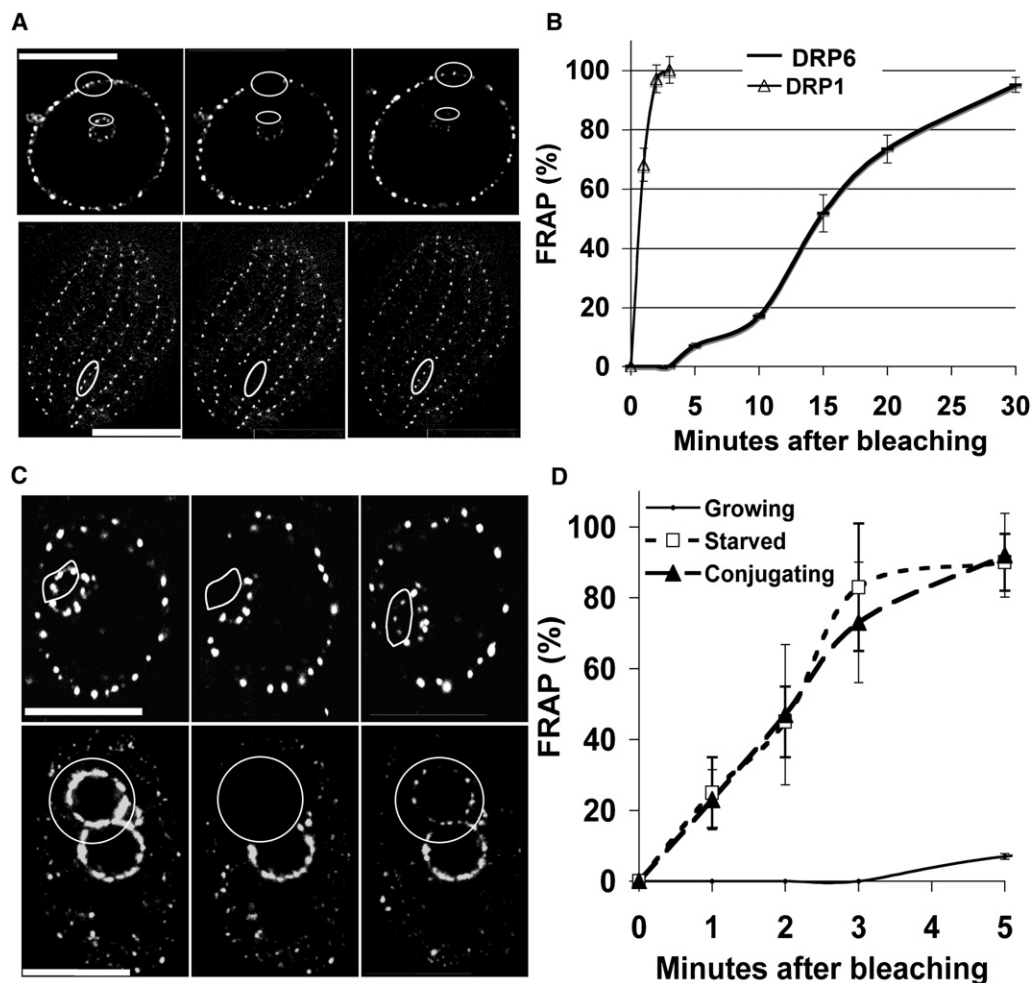 A
B
DRP6
DRP1
FRAP (%)
100
80
60
40
20
0
0 5 10 15 20 25 30
Minutes after bleaching
C
D
Growing
Starved
Conjugating
FRAP (%)
100
80
60
40
20
0
0 1 2 3 4 5
Minutes after bleaching